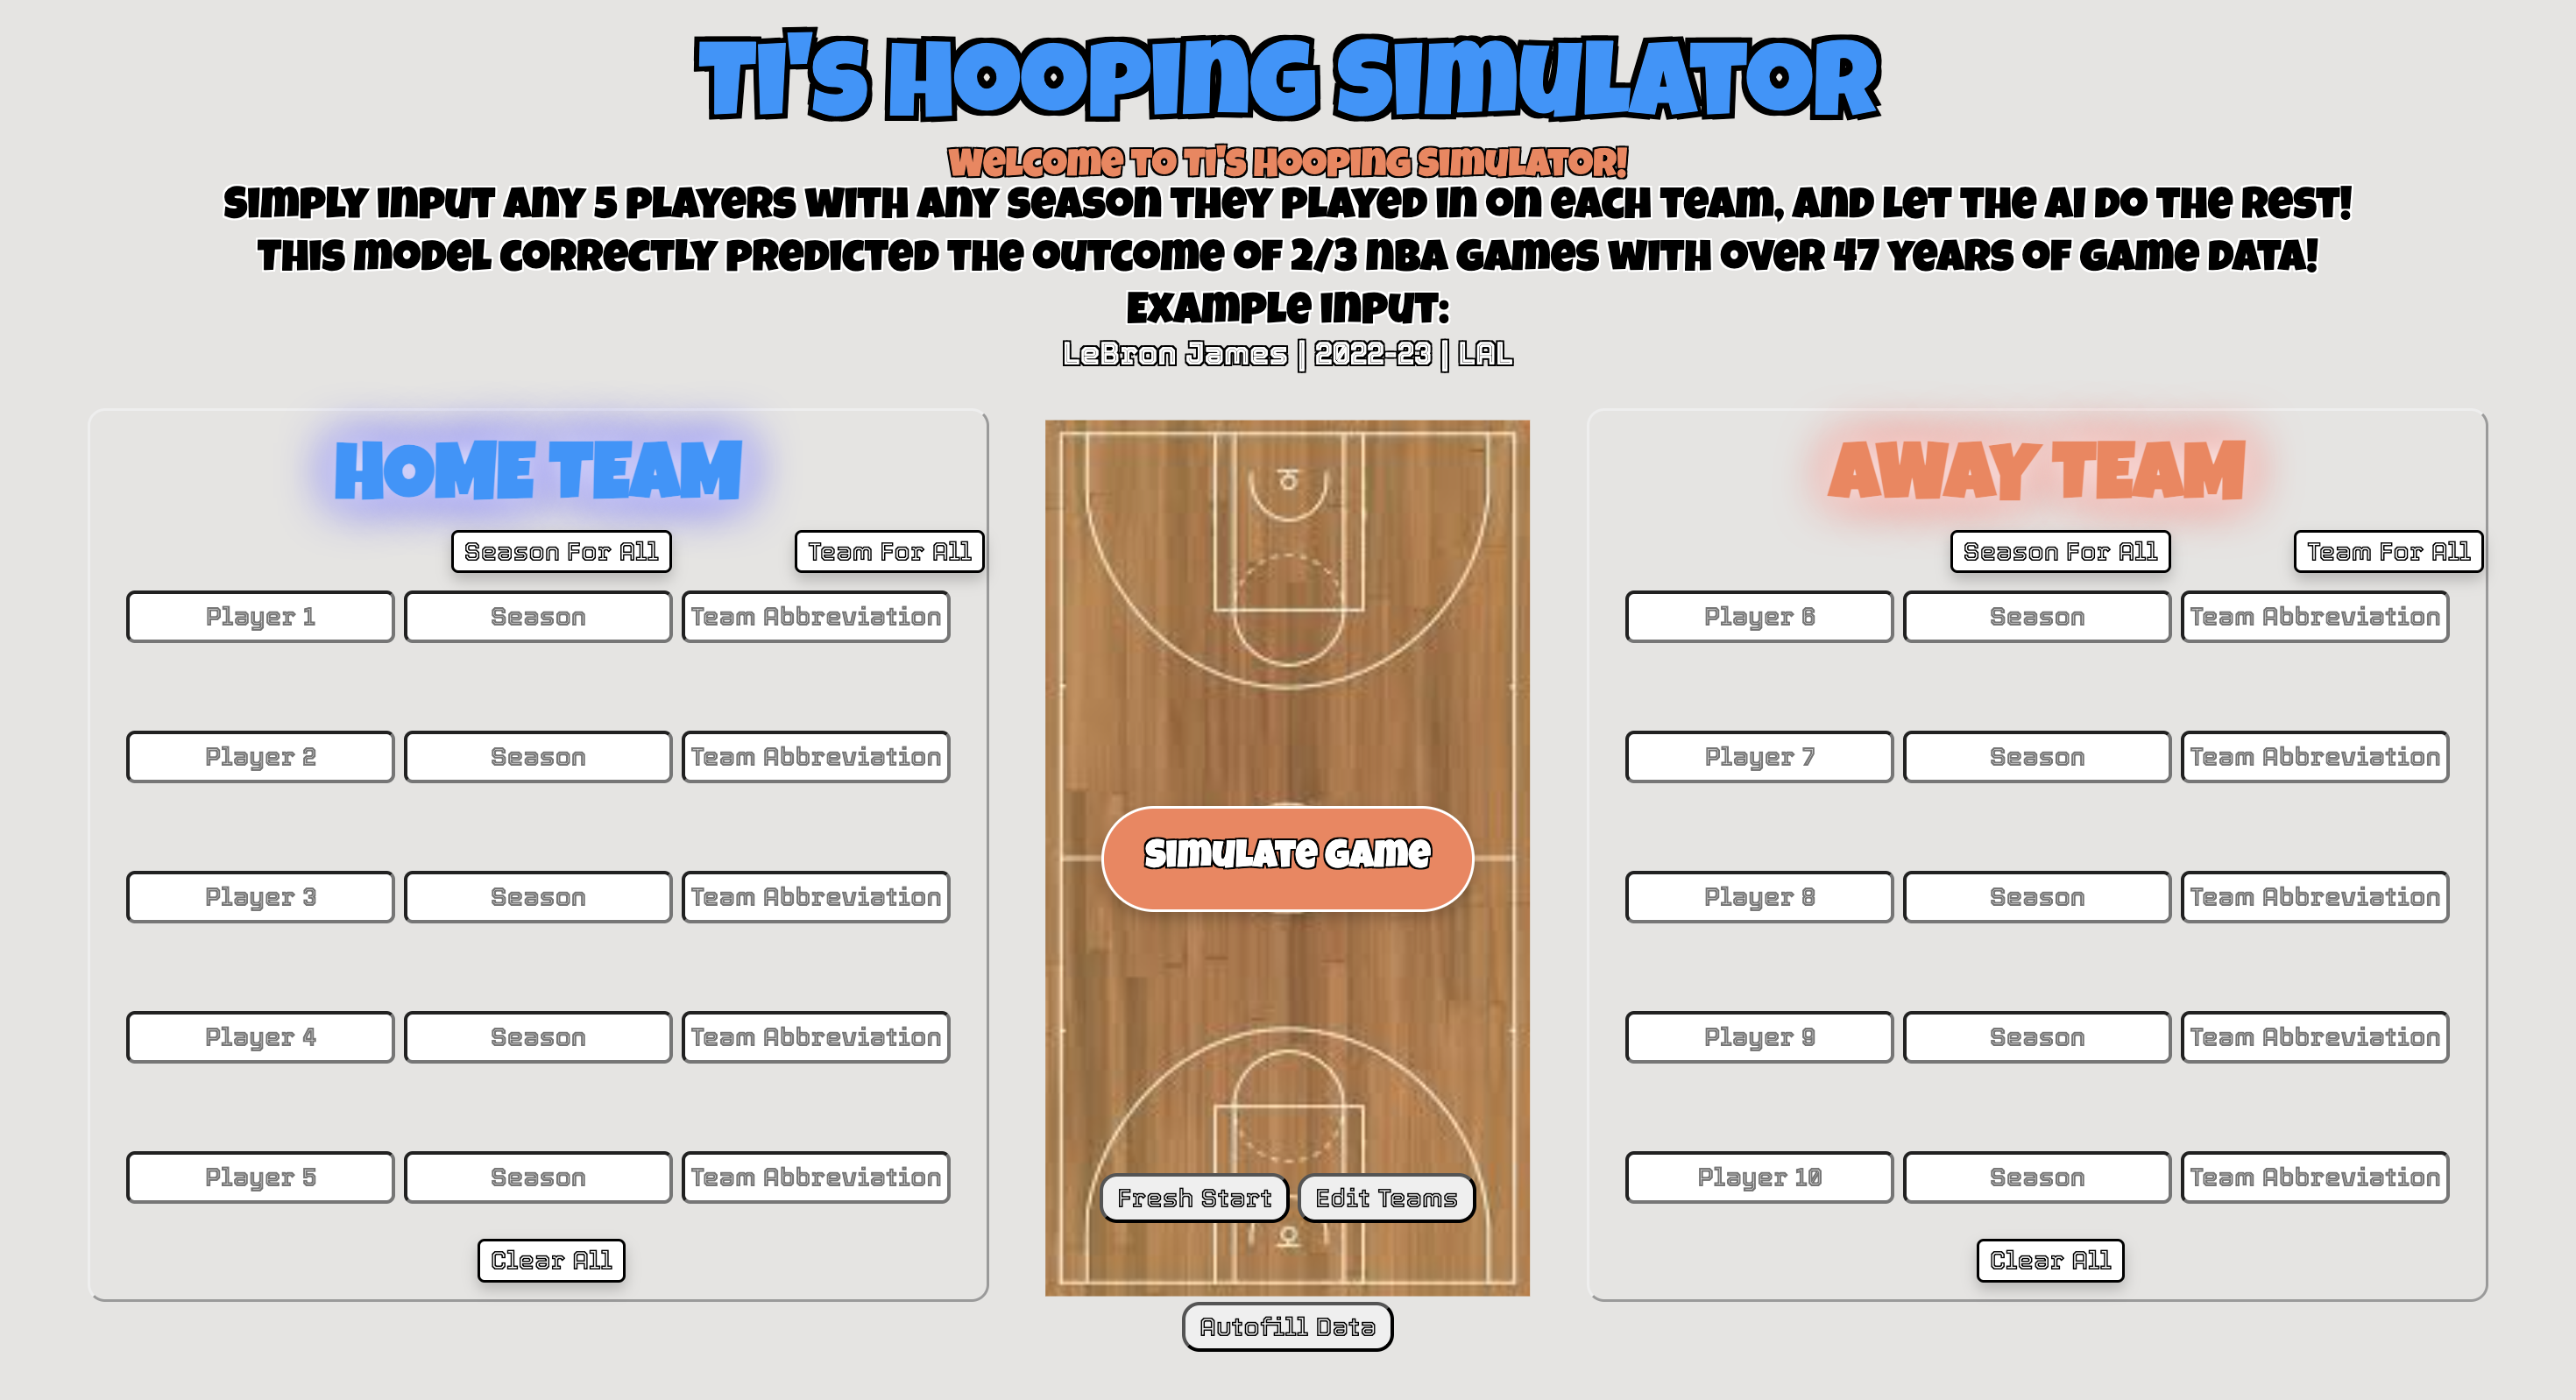 TI'S HOOPING SIMULATOR
Welcome to TI's Hooping Simulator!
Simply input any 5 players with any season they played in on each team, and let the AI do the rest!
This model correctly predicted the outcome of 2/3 NBA games with over 47 years of game data!
Example Input:
LeBron James | 2022-23 | LAL
HOME TEAM
Season For All
Team For All
Player 1
Season
Team Abbreviation
Player 2
Season
Team Abbreviation
Player 3
Season
Team Abbreviation
Player 4
Season
Team Abbreviation
Player 5
Season
Team Abbreviation
Clear All
Simulate Game
Fresh Start
Edit Teams
Autofill Data
AWAY TEAM
Season For All
Team For All
Player 6
Season
Team Abbreviation
Player 7
Season
Team Abbreviation
Player 8
Season
Team Abbreviation
Player 9
Season
Team Abbreviation
Player 10
Season
Team Abbreviation
Clear All